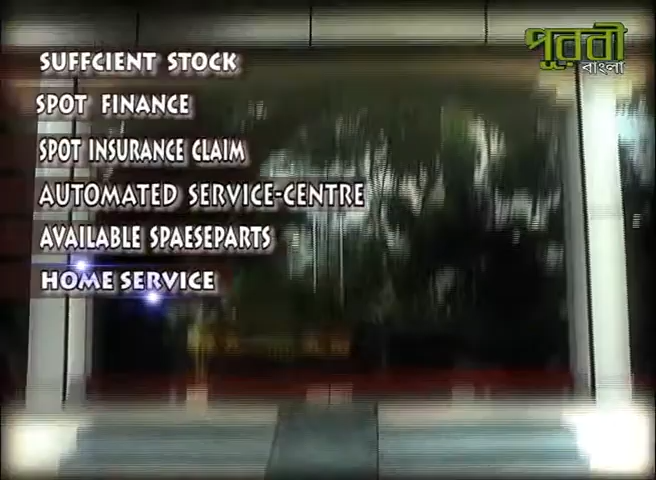 পূরবী
বাংলা
SUFFCIENT STOCK
SPOT FINANCE
SPOT INSURANCE CLAIM
AUTOMATED SERVICE-CENTRE
AVAILABLE SPAESEPARTS
HOME SERVICE